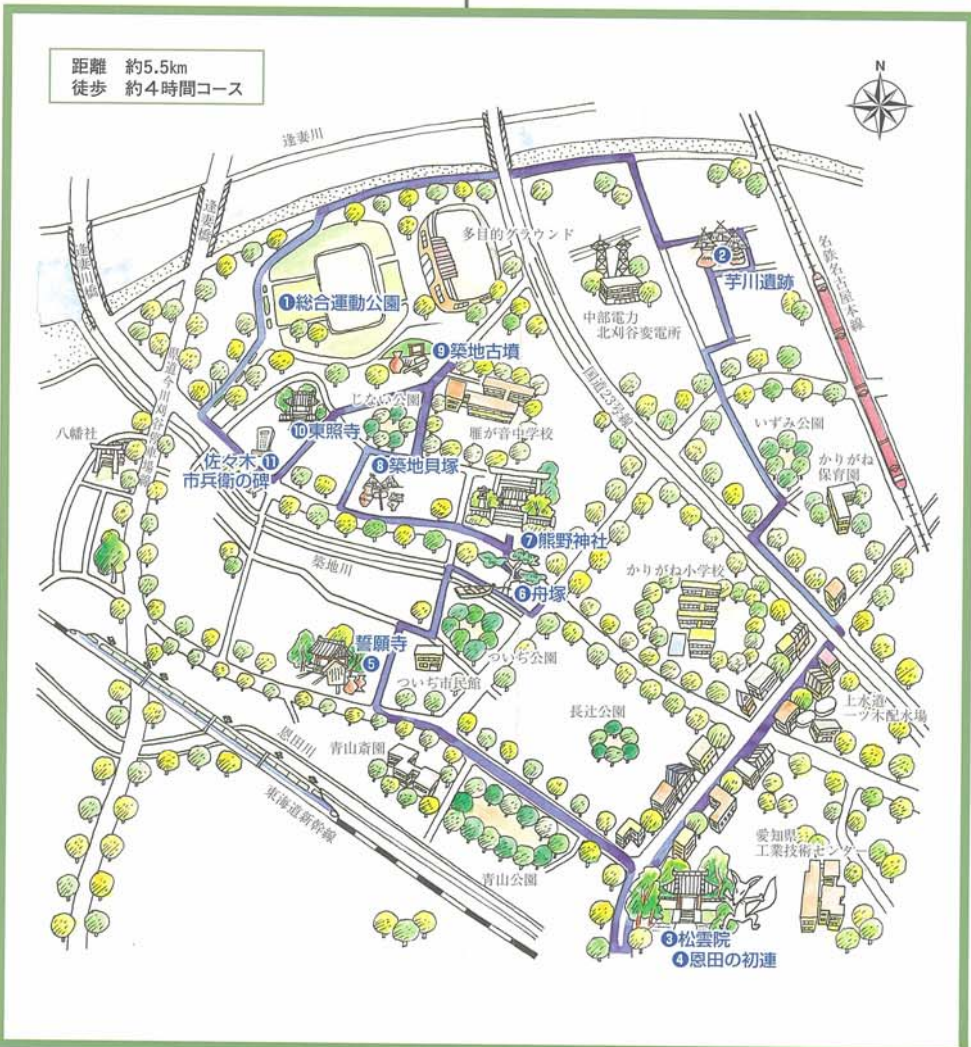 距離 約5.5km
徒歩 約4時間コース
N
逢妻川
逢妻橋
多目的グラウンド
❷
芋川遺跡
名鉄名古屋本線
❶総合運動公園
中部電力
北刈谷変電所
国道23号線
❾築地古墳
じない公園
雁が音中学校
いずみ公園
かりがね
保育園
八幡社
❿東照寺
佐々木 ⓫
市兵衛の碑
❽築地貝塚
❼熊野神社
築地川
❻舟塚
かりがね小学校
誓願寺
❺
ついぢ公園
ついぢ市民館
長辻公園
上水道
一ツ木配水場
恩田川
青山斎園
東海道新幹線
青山公園
愛知県
工業技術センター
❸松雲院
❹恩田の初連